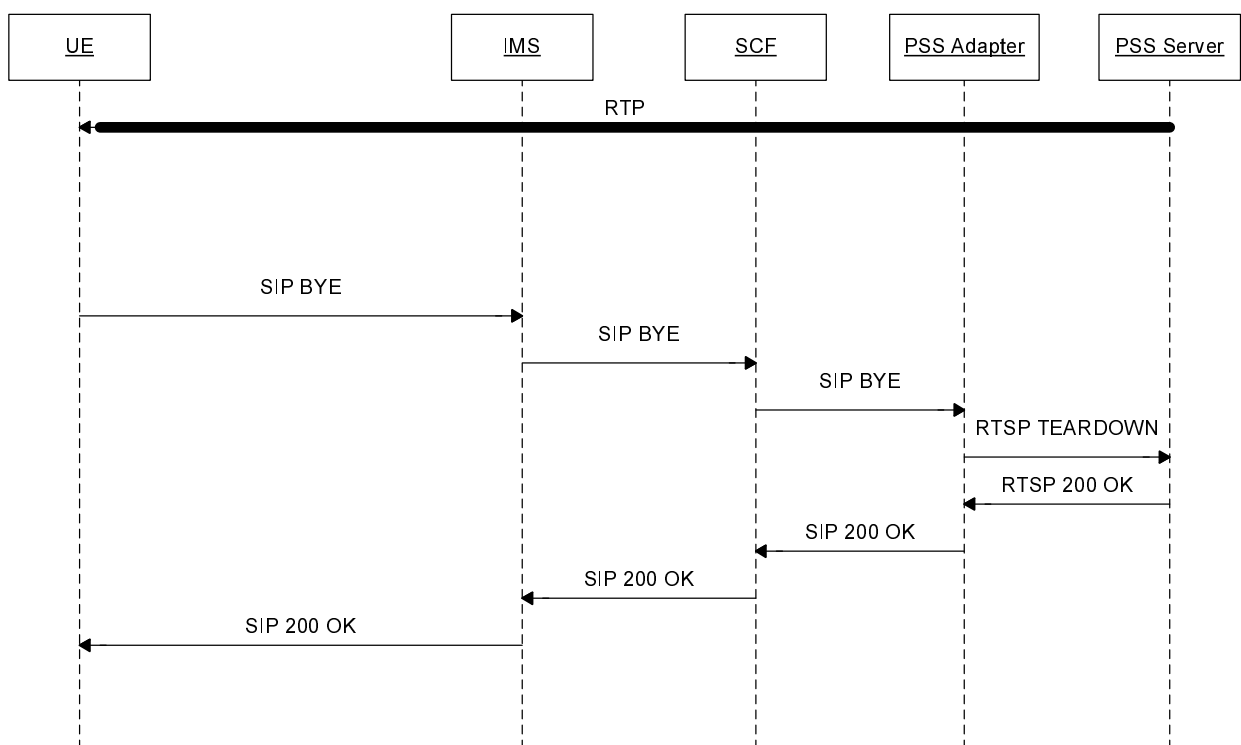 UE
IMS
SCF
PSS Adapter
PSS Server
RTP
SIP BYE
SIP BYE
SIP BYE
RTSP TEARDOWN
RTSP 200 OK
SIP 200 OK
SIP 200 OK
SIP 200 OK